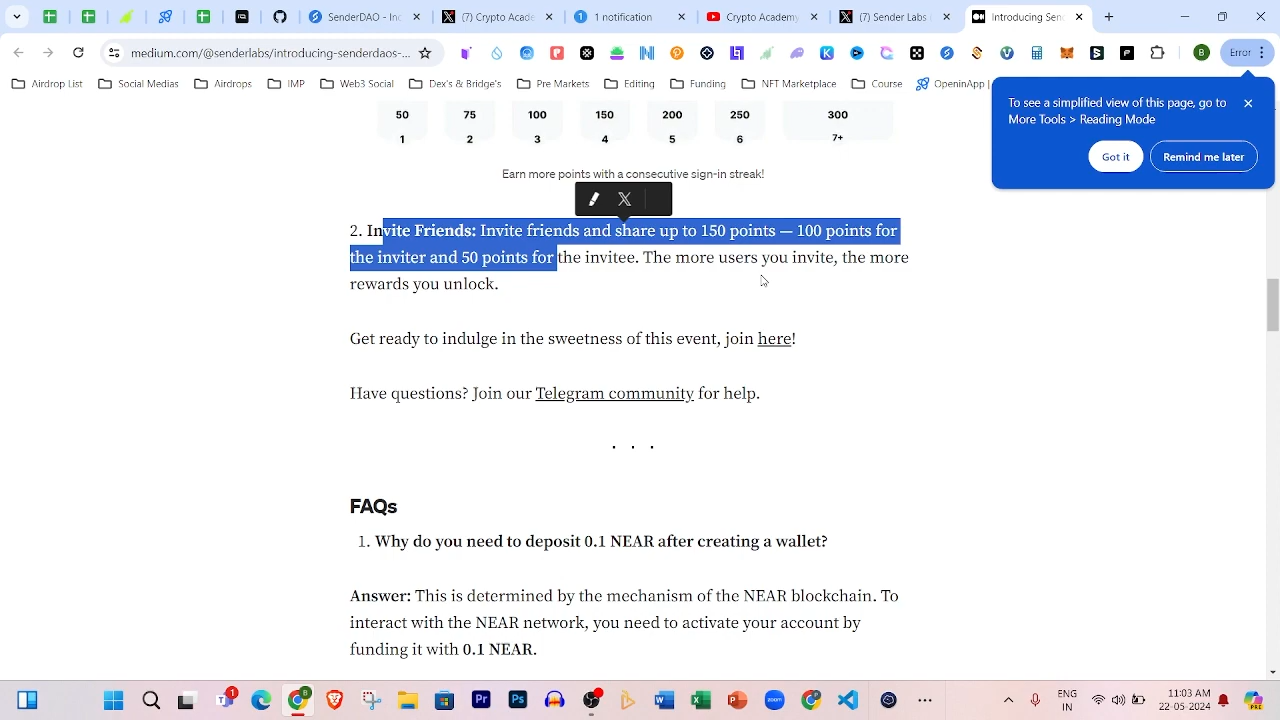 SenderDAO - Inc
(7) Crypto Acade
1 notification
Crypto Academy
(7) Sender Labs
Introducing Sen
medium.com/@senderlabs/introducing-senderdaos-...
B
Error
Airdrop List
Social Medias
Airdrops
IMP
Web3 Social
Dex's & Bridge's
Pre Markets
Editing
Funding
NFT Marketplace
Course
OpeninApp |
To see a simplified view of this page, go to
More Tools > Reading Mode
Got it
Remind me later
50 75 100 150 200 250 300
1 2 3 4 5 6 7+
Earn more points with a consecutive sign-in streak!
2. Invite Friends: Invite friends and share up to 150 points — 100 points for
the inviter and 50 points for the invitee. The more users you invite, the more
rewards you unlock.
Get ready to indulge in the sweetness of this event, join here!
Have questions? Join our Telegram community for help.
. . .
FAQs
1. Why do you need to deposit 0.1 NEAR after creating a wallet?
Answer: This is determined by the mechanism of the NEAR blockchain. To
interact with the NEAR network, you need to activate your account by
funding it with 0.1 NEAR.
ENG
IN
11:03 AM
22-05-2024